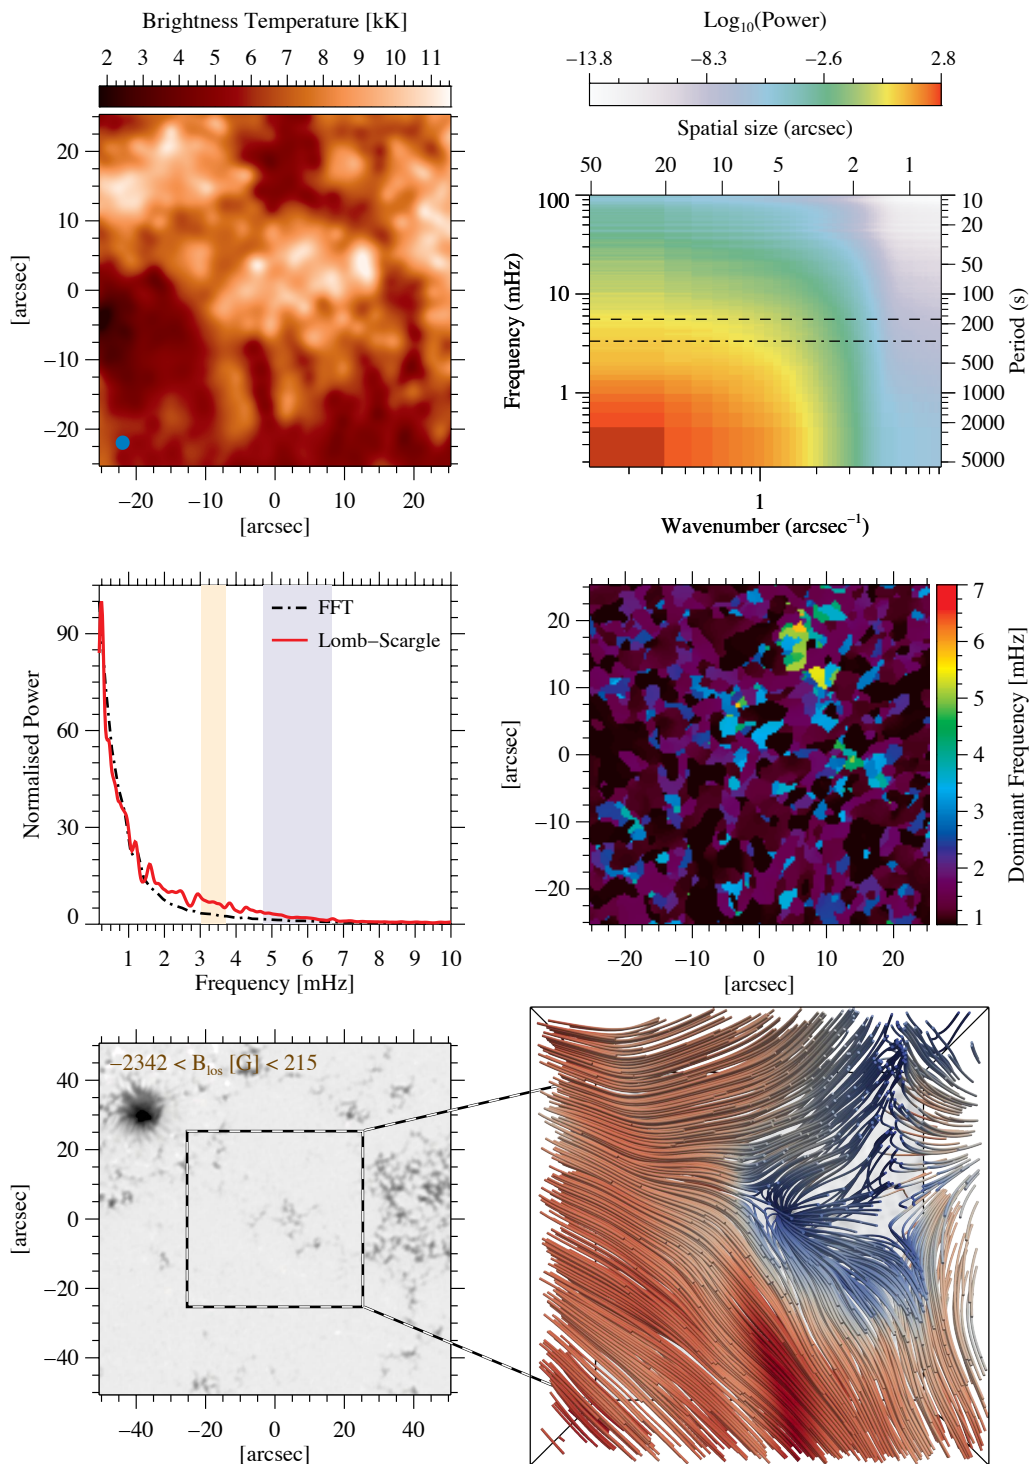 Brightness Temperature [kK]
2 3 4 5 6 7 8 9 10 11
20
10
0
−10
−20
[arcsec]
−20 −10 0 10 20
[arcsec]
Log₁₀(Power)
−13.8 −8.3 −2.6 2.8
Spatial size (arcsec)
50 20 10 5 2 1
100
10
1
Frequency (mHz)
10
20
50
100
200
500
1000
2000
5000
Period (s)
1
Wavenumber (arcsec⁻¹)
90
60
30
0
Normalised Power
FFT
Lomb−Scargle
1 2 3 4 5 6 7 8 9 10
Frequency [mHz]
20
10
0
−10
−20
[arcsec]
−20 −10 0 10 20
[arcsec]
7
6
5
4
3
2
1
Dominant Frequency [mHz]
−2342 < B_los [G] < 215
40
20
0
−20
−40
[arcsec]
−40 −20 0 20 40
[arcsec]